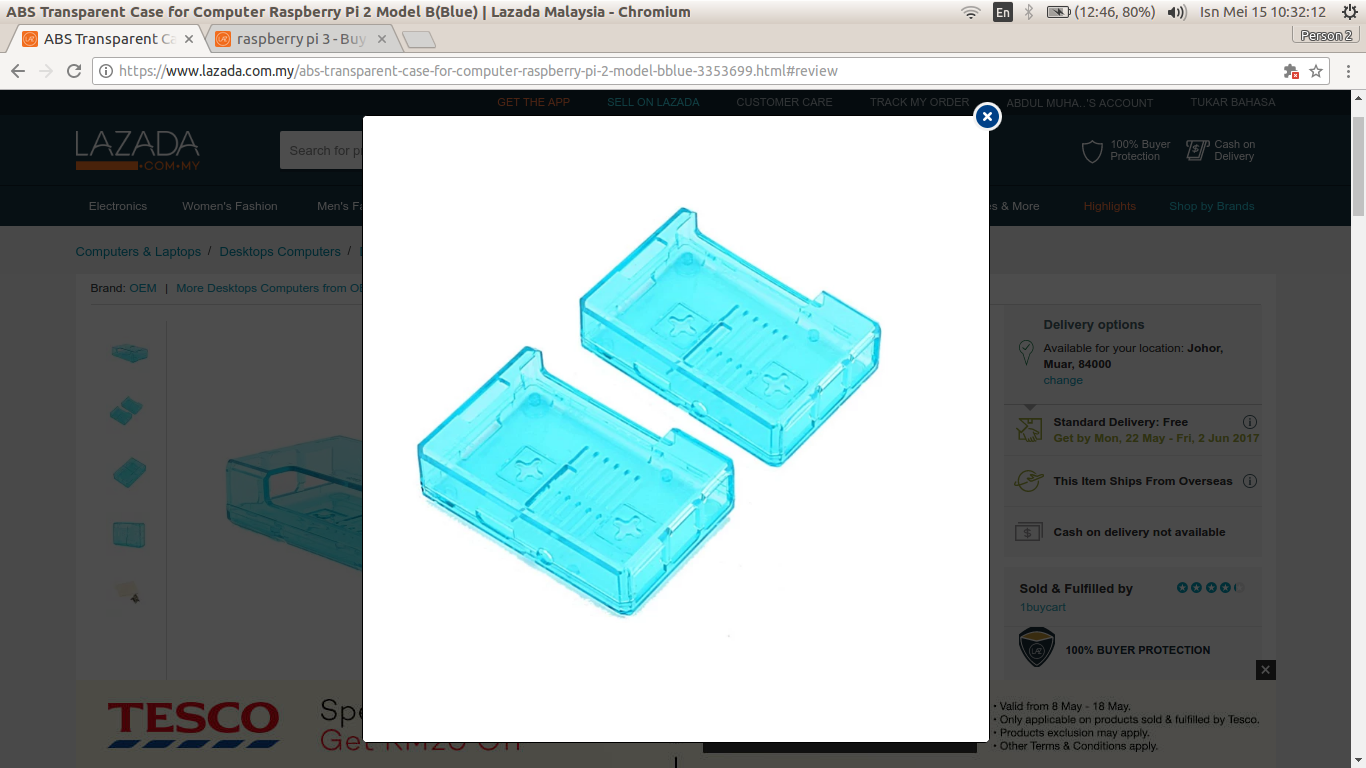 ABS Transparent Case for Computer Raspberry Pi 2 Model B(Blue) | Lazada Malaysia - Chromium
En
(12:46, 80%)
Isn Mei 15 10:32:12
ABS Transparent Ca
raspberry pi 3 - Buy
Person 2
https://www.lazada.com.my/abs-transparent-case-for-computer-raspberry-pi-2-model-bblue-3353699.html#review
GET THE APP
SELL ON LAZADA
CUSTOMER CARE
TRACK MY ORDER
ABDUL MUHA..'S ACCOUNT
TUKAR BAHASA
LAZADA
.COM.MY
Search for pr
100% Buyer
Protection
Cash on
Delivery
Electronics
Women's Fashion
Men's Fa
es & More
Highlights
Shop by Brands
Computers & Laptops /
Desktops Computers /
Brand: OEM | More Desktops Computers from OE
Delivery options
Available for your location: Johor,
Muar, 84000
change
Standard Delivery: Free
Get by Mon, 22 May - Fri, 2 Jun 2017
This Item Ships From Overseas
Cash on delivery not available
Sold & Fulfilled by
1buycart
100% BUYER PROTECTION
TESCO
Spe
Get RM20 Off
• Valid from 8 May - 18 May.
• Only applicable on products sold & fulfilled by Tesco.
• Products exclusion may apply.
• Other Terms & Conditions apply.